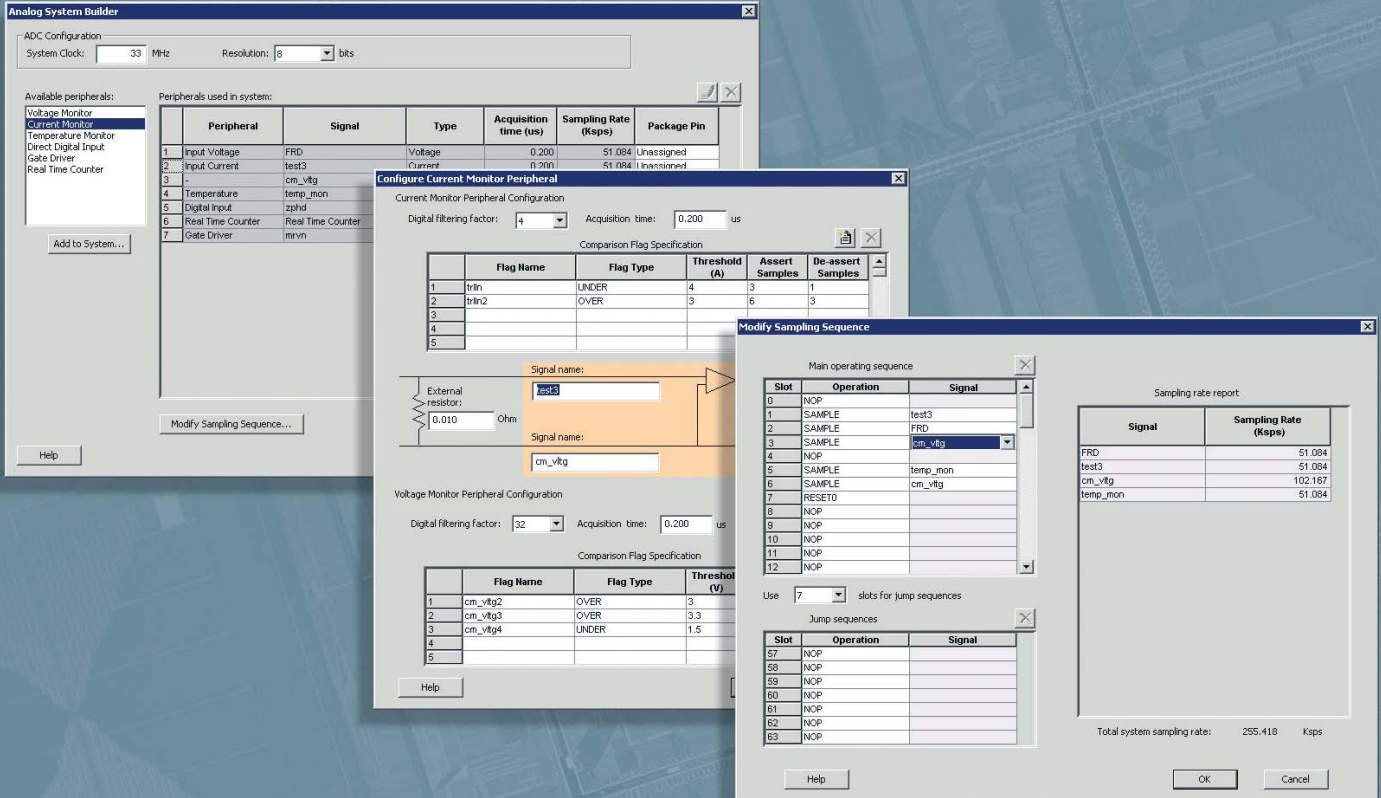 Analog System Builder
ADC Configuration
System Clock: 33 MHz Resolution: 8 bits
Available peripherals:
Voltage Monitor
Current Monitor
Temperature Monitor
Direct Digital Input
Gate Driver
Real Time Counter
Add to System...
Peripherals used in system:
Peripheral Signal Type Acquisition time (us) Sampling Rate (Ksps) Package Pin
1 Input Voltage FRD Voltage 0.200 51.084 Unassigned
2 Input Current test3 Current 0.200 51.084 Unassigned
3 - cm_vltg
4 Temperature temp_mon
5 Digital Input zphd
6 Real Time Counter Real Time Counter
7 Gate Driver mrvn
Modify Sampling Sequence...
Help
Configure Current Monitor Peripheral
Current Monitor Peripheral Configuration
Digital filtering factor: 4 Acquisition time: 0.200 us
Comparison Flag Specification
Flag Name Flag Type Threshold (A) Assert Samples De-assert Samples
1 trlln UNDER 4 3 1
2 trlln2 OVER 3 6 3
3
4
5
External resistor:
0.010 Ohm
Signal name:
test3
Signal name:
cm_vltg
Voltage Monitor Peripheral Configuration
Digital filtering factor: 32 Acquisition time: 0.200 us
Comparison Flag Specification
Flag Name Flag Type (V)
1 cm_vltg2 OVER 3
2 cm_vltg3 OVER 3.3
3 cm_vltg4 UNDER 1.5
4
5
Help
Modify Sampling Sequence
Main operating sequence
Slot Operation Signal
0 NOP
1 SAMPLE test3
2 SAMPLE FRD
3 SAMPLE cm_vltg
4 NOP
5 SAMPLE temp_mon
6 SAMPLE cm_vltg
7 RESET0
8 NOP
9 NOP
10 NOP
11 NOP
12 NOP
Use 7 slots for jump sequences
Jump sequences
Slot Operation Signal
57 NOP
58 NOP
59 NOP
60 NOP
61 NOP
62 NOP
63 NOP
Sampling rate report
Signal Sampling Rate (Ksps)
FRD 51.084
test3 51.084
cm_vltg 102.167
temp_mon 51.084
Total system sampling rate: 255.418 Ksps
Help
OK
Cancel